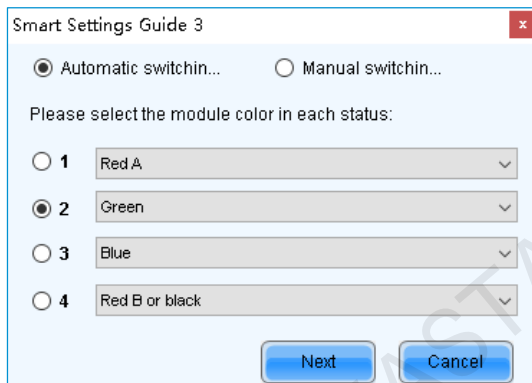 Smart Settings Guide 3
x
Automatic switchin... Manual switchin...
Please select the module color in each status:
1 Red A
2 Green
3 Blue
4 Red B or black
Next Cancel